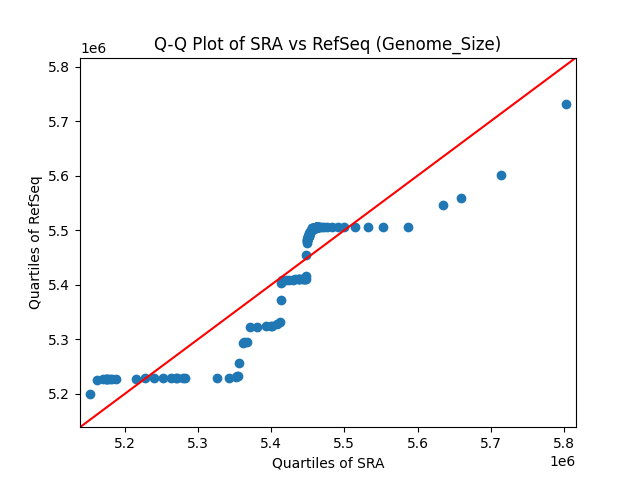 Q-Q Plot of SRA vs RefSeq (Genome_Size)
1e6
5.8
5.7
5.6
5.5
5.4
5.3
5.2
Quartiles of RefSeq
5.2 5.3 5.4 5.5 5.6 5.7 5.8
Quartiles of SRA
1e6